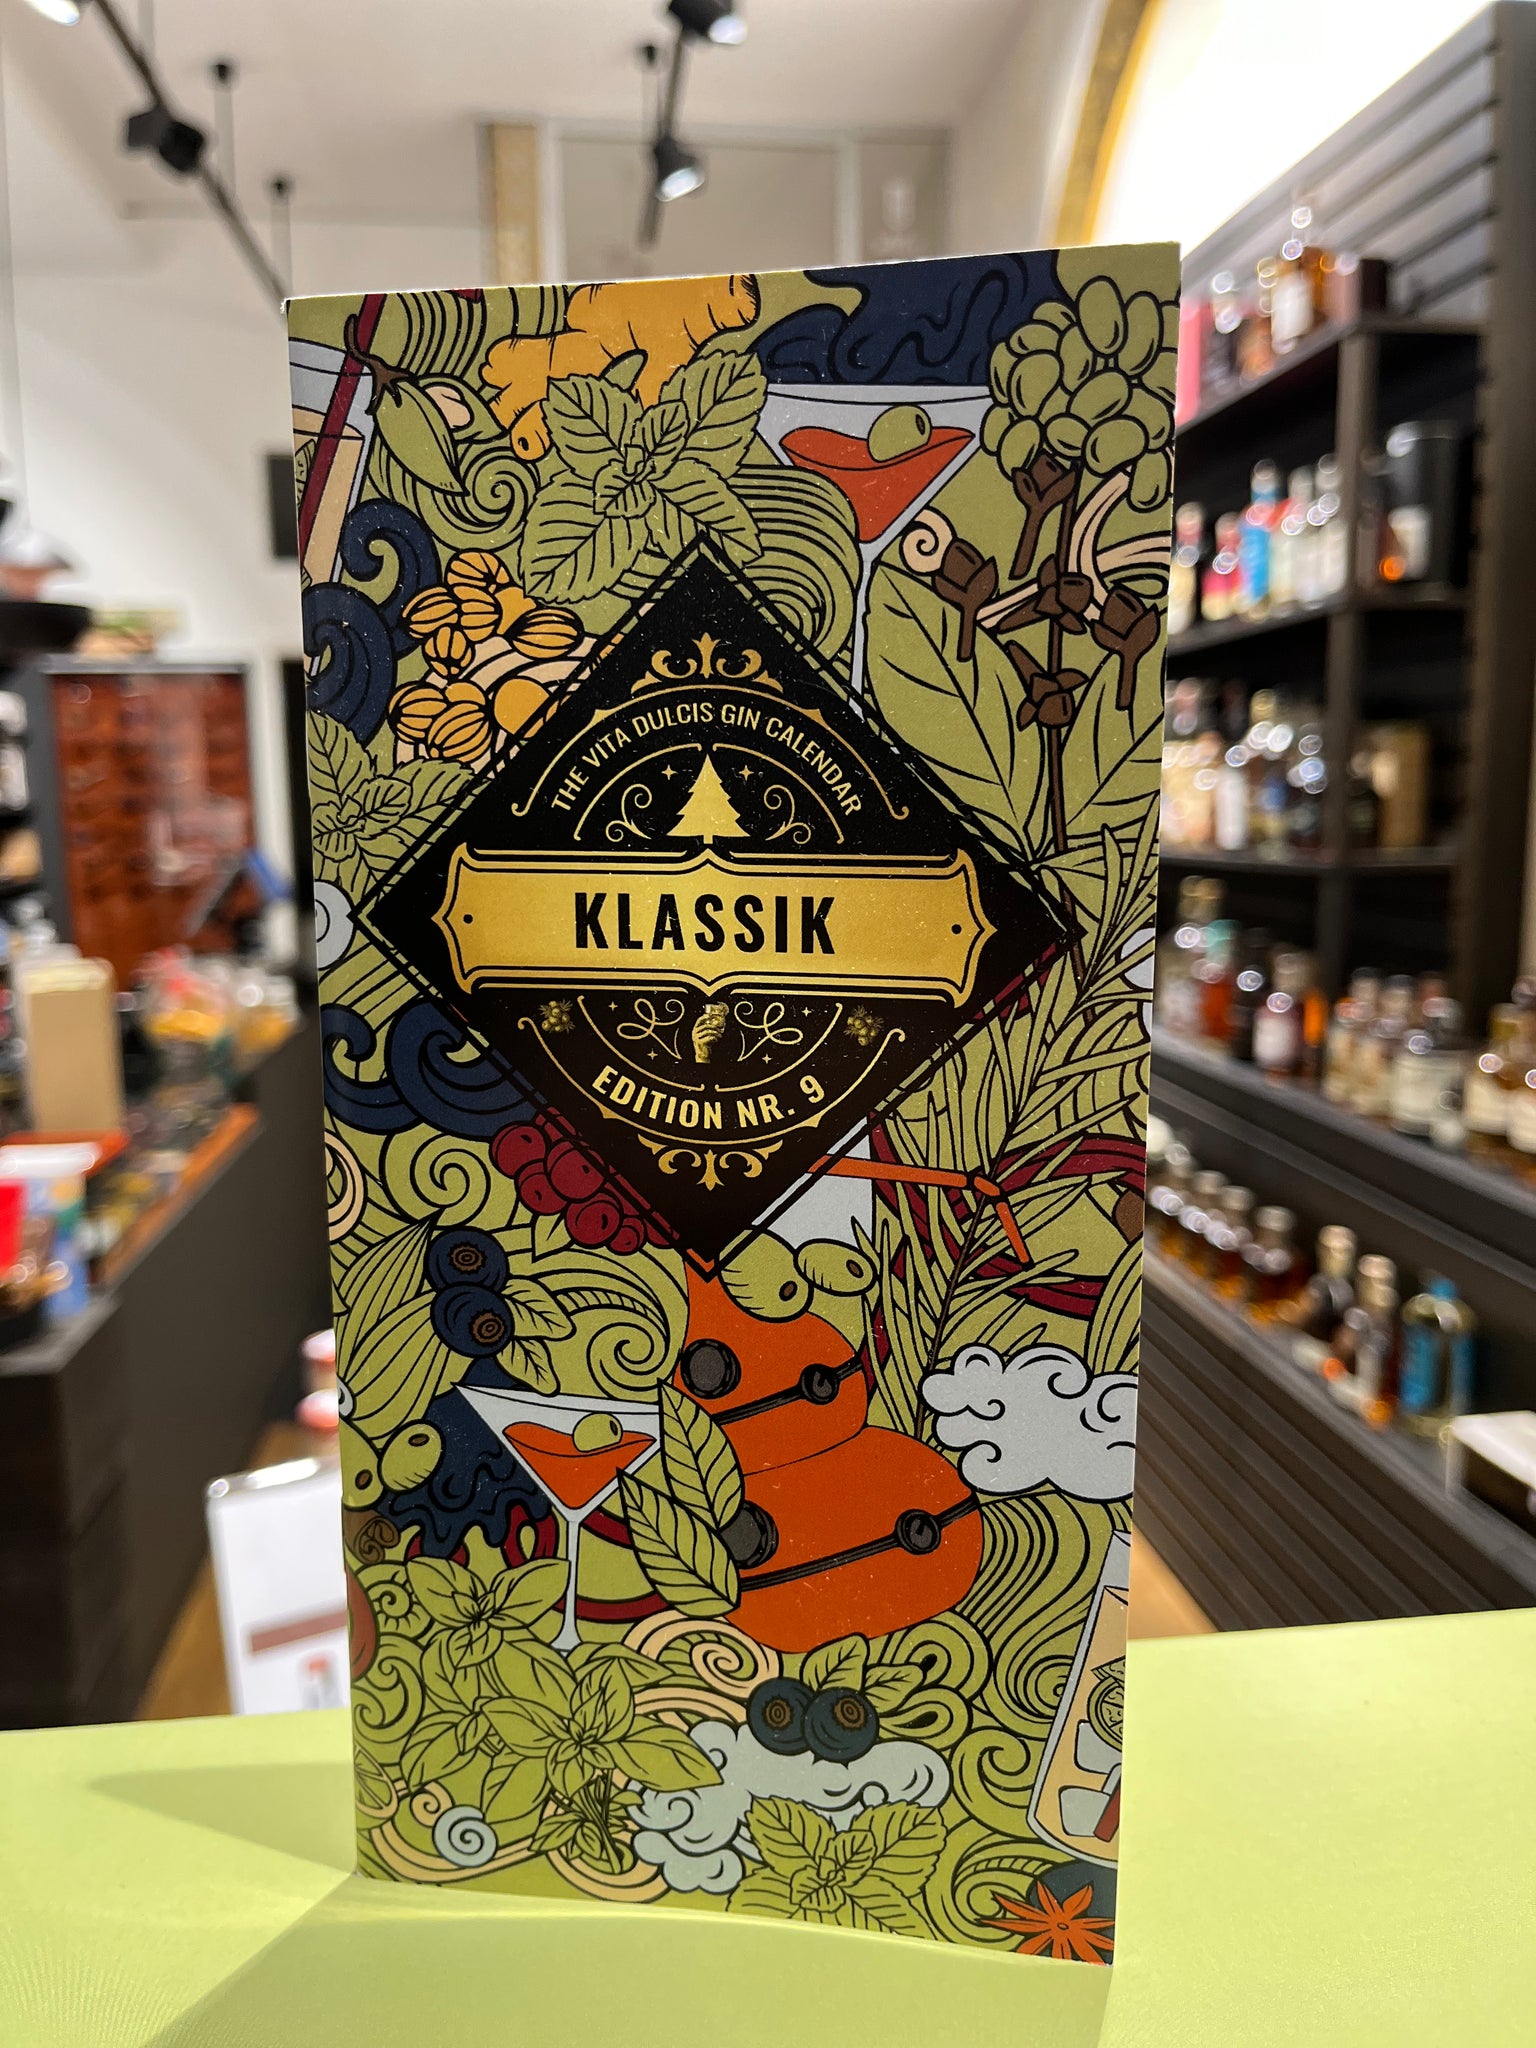 THE VITA DULCIS GIN CALENDAR
KLASSIK
EDITION NR. 9